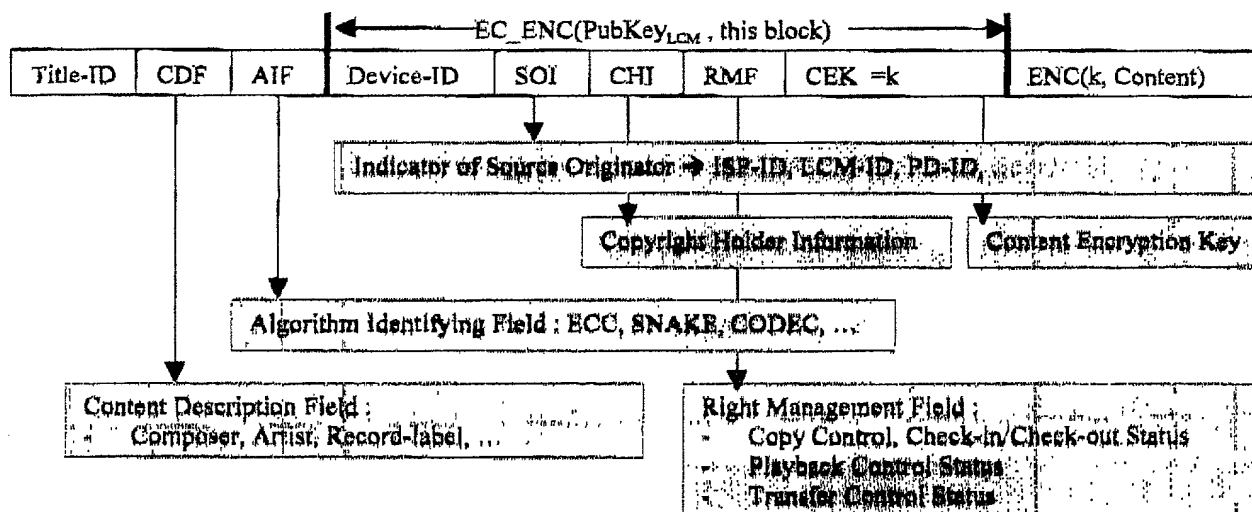 EC_ENC(PubKeyLCM , this block)
Title-ID CDF AIF Device-ID SOI CHI RMF CEK =k ENC(k, Content)
Indicator of Source Originator → ISP-ID, LCM-ID, PD-ID,
Copyright Holder Information Content Encryption Key
Algorithm Identifying Field : ECC, SNAKE, CODEC, ...
Content Description Field :
- Composer, Artist, Record-label, ...
Right Management Field :
- Copy Control, Check-in/Check-out Status
- Playback Control Status
- Transfer Control Status